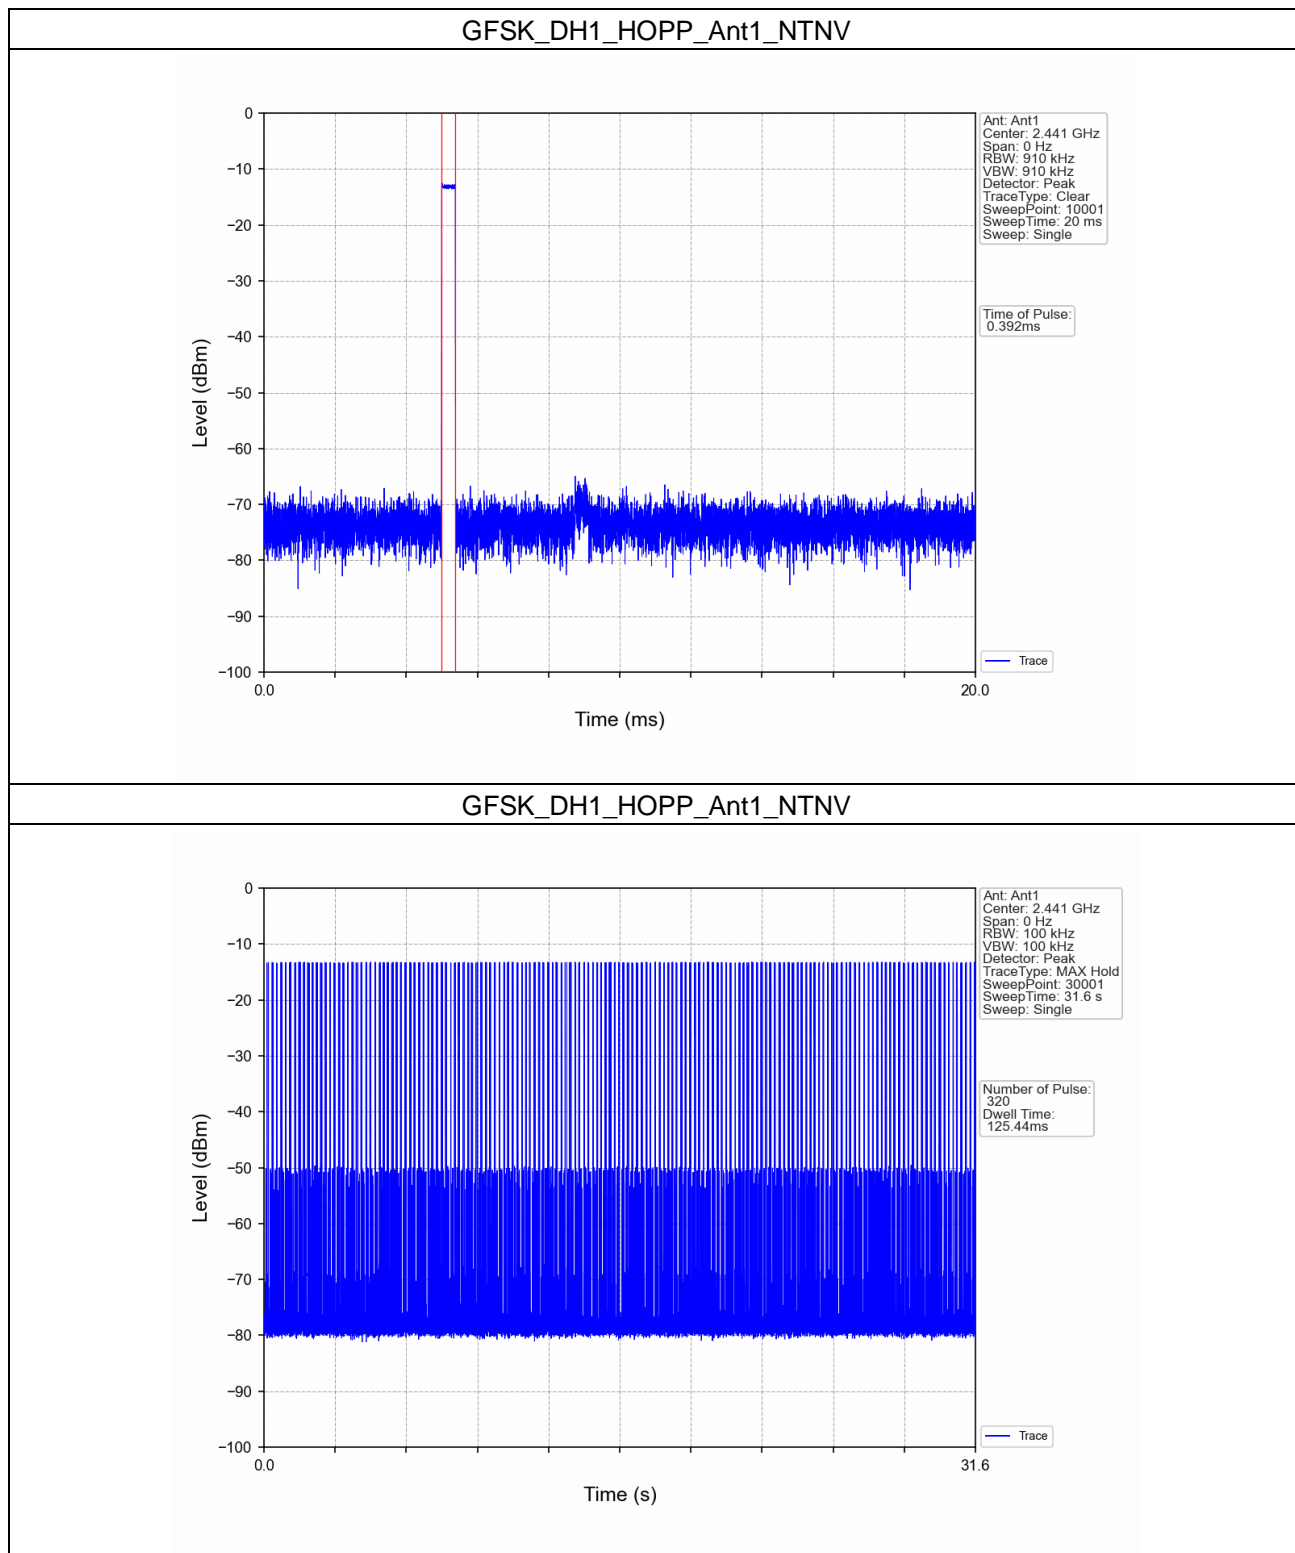 GFSK_DH1_HOPP_Ant1_NTNV
0
−10
−20
−30
−40
−50
−60
−70
−80
−90
−100
Level (dBm)
0.0
20.0
Time (ms)
Ant: Ant1
Center: 2.441 GHz
Span: 0 Hz
RBW: 910 kHz
VBW: 910 kHz
Detector: Peak
TraceType: Clear
SweepPoint: 10001
SweepTime: 20 ms
Sweep: Single
Time of Pulse:
0.392ms
Trace
GFSK_DH1_HOPP_Ant1_NTNV
0
−10
−20
−30
−40
−50
−60
−70
−80
−90
−100
Level (dBm)
0.0
31.6
Time (s)
Ant: Ant1
Center: 2.441 GHz
Span: 0 Hz
RBW: 100 kHz
VBW: 100 kHz
Detector: Peak
TraceType: MAX Hold
SweepPoint: 30001
SweepTime: 31.6 s
Sweep: Single
Number of Pulse:
320
Dwell Time:
125.44ms
Trace